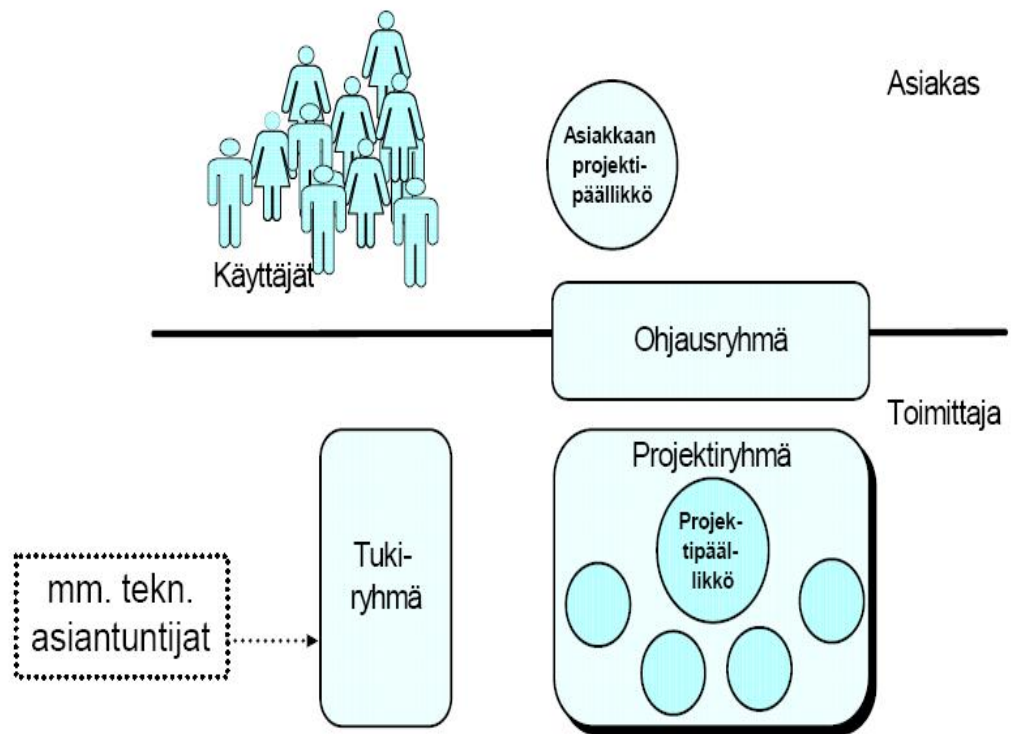 Asiakas
Asiakkaan
projekti-
päällikkö
Käyttäjät
Ohjausryhmä
Toimittaja
Projektiryhmä
Projek-
tipääl-
likkö
Tuki-
ryhmä
mm. tekn.
asiantuntijat